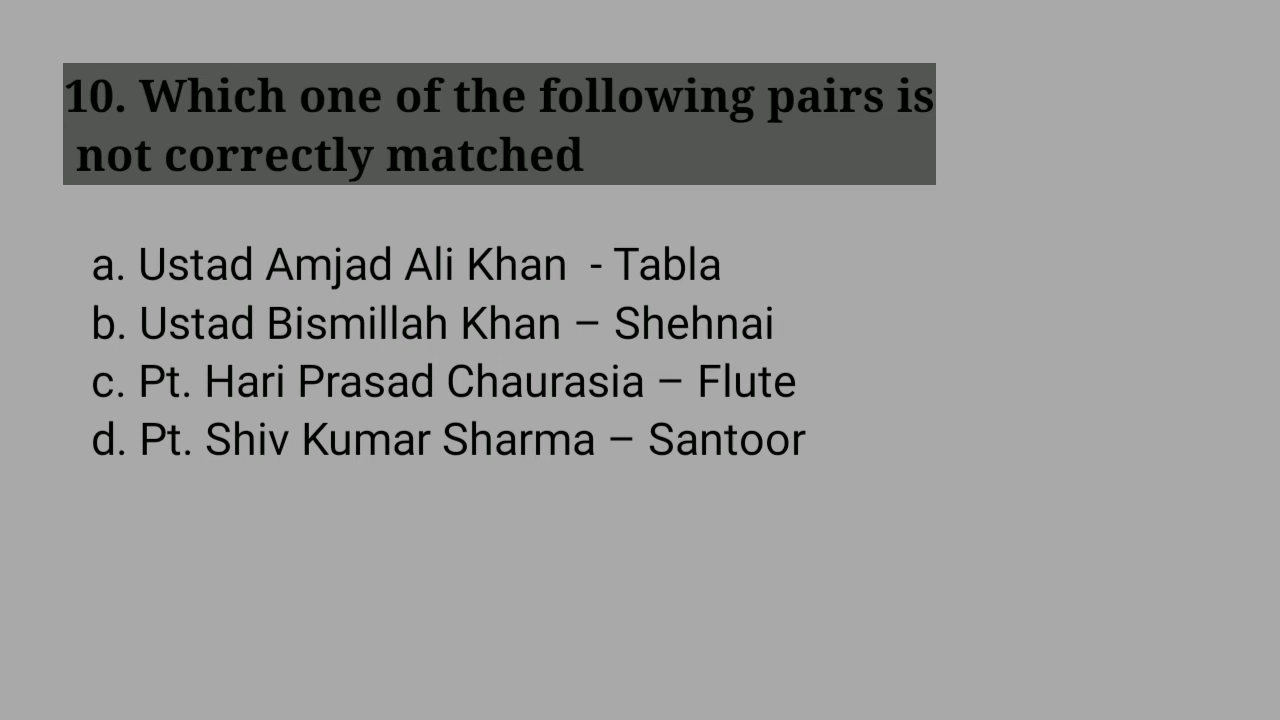 10. Which one of the following pairs is
not correctly matched
a. Ustad Amjad Ali Khan - Tabla
b. Ustad Bismillah Khan – Shehnai
c. Pt. Hari Prasad Chaurasia – Flute
d. Pt. Shiv Kumar Sharma – Santoor